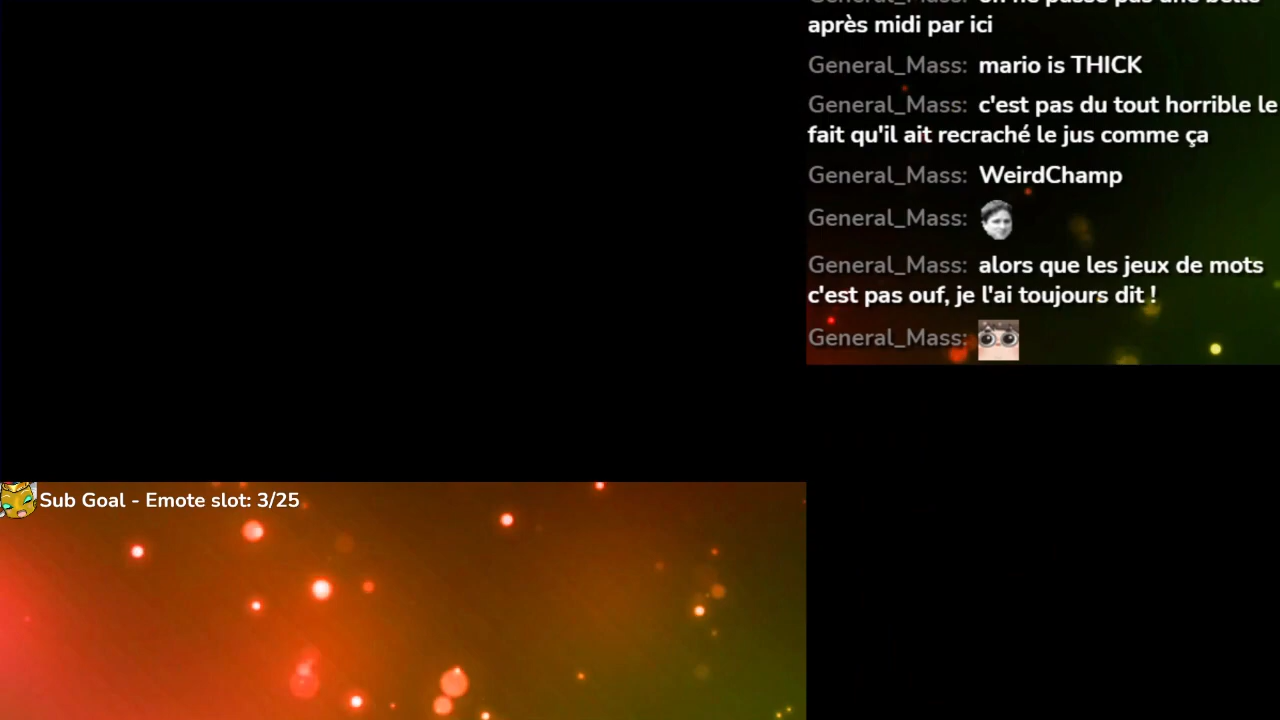 après midi par ici
General_Mass: mario is THICK
General_Mass: c'est pas du tout horrible le
fait qu'il ait recraché le jus comme ça
General_Mass: WeirdChamp
General_Mass:
General_Mass: alors que les jeux de mots
c'est pas ouf, je l'ai toujours dit !
General_Mass:
Sub Goal - Emote slot: 3/25